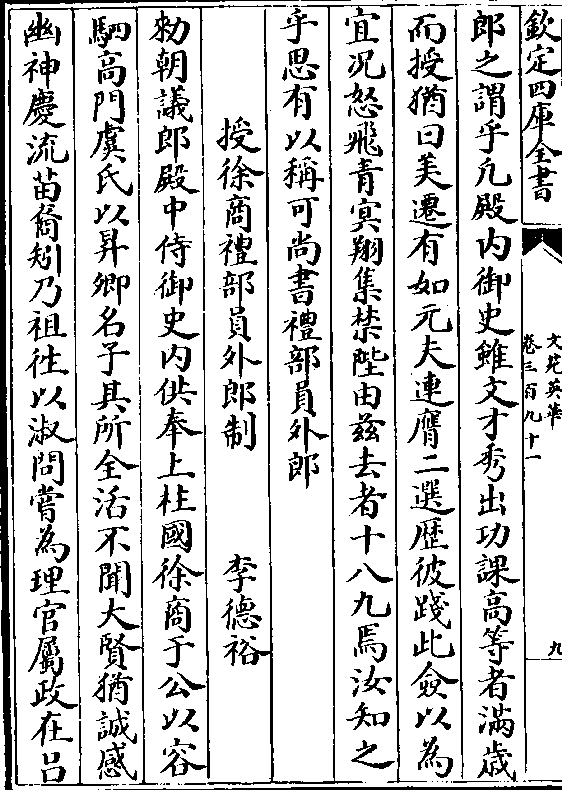 欽定四庫全書
文苑英華
卷三百九十一
九
郎之謂乎凡殿内御史雖文才秀出功課高等者滿歳
而授猶曰美遷有如元夫連膺二選歴彼踐此僉以為
宜况怒飛青冥翔集禁陛由兹去者十八九焉汝知之
乎思有以稱可尚書禮部員外郎
授徐商禮部員外郎制　李德裕
勑朝議郎殿中侍御史内供奉上柱國徐商于公以容
駟高門虞氏以昇卿名子其所全活不聞大賢猶誠感
幽神慶流苗裔矧乃祖徃以淑問嘗為理官屬政在吕